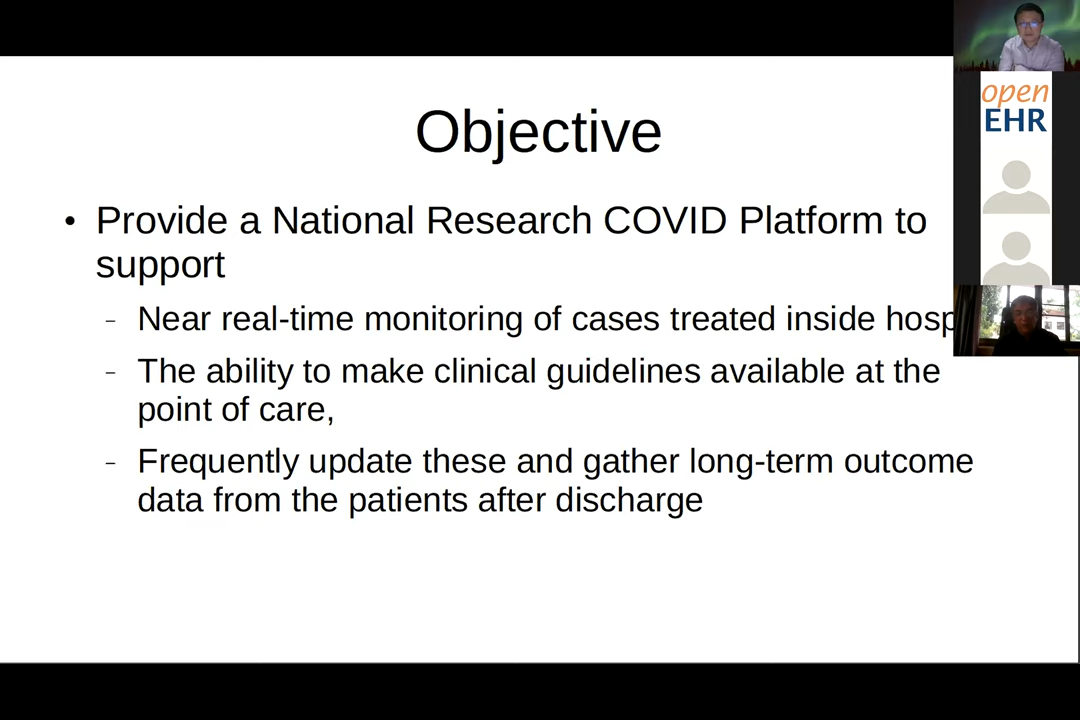 Objective
• Provide a National Research COVID Platform to
support
– Near real-time monitoring of cases treated inside
– The ability to make clinical guidelines available at the
point of care,
– Frequently update these and gather long-term outcome
data from the patients after discharge
open
EHR